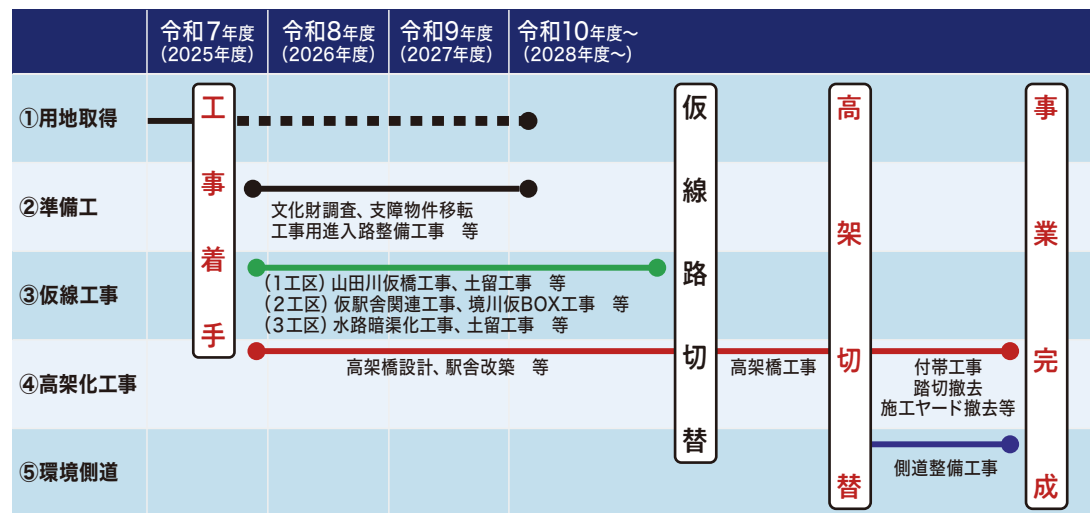 令和7年度
(2025年度)
令和8年度
(2026年度)
令和9年度
(2027年度)
令和10年度~
(2028年度~)
①用地取得
②準備工
③仮線工事
④高架化工事
⑤環境側道
工事着手
文化財調査、支障物件移転
工事用進入路整備工事　等
(1工区)山田川仮橋工事、土留工事　等
(2工区)仮駅舎関連工事、境川仮BOX工事　等
(3工区)水路暗渠化工事、土留工事　等
高架橋設計、駅舎改築　等
仮線路切替
高架橋工事
高架切替
付帯工事
踏切撤去
施工ヤード撤去等
側道整備工事
事業完成